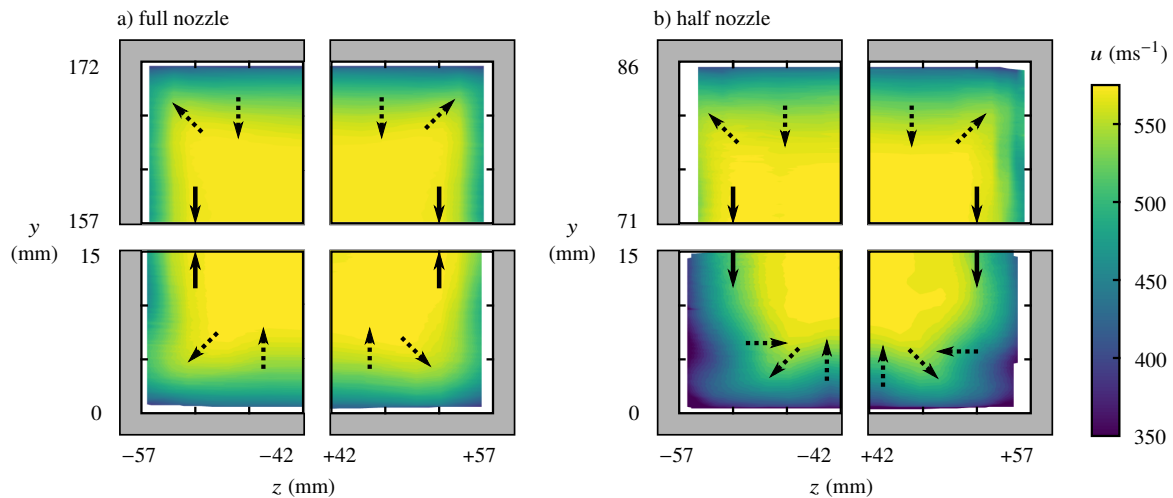 a) full nozzle
b) half nozzle
u (ms⁻¹)
172
157
y
(mm)
15
0
−57
−42
+42
+57
z (mm)
86
71
y
(mm)
15
0
−57
−42
+42
+57
z (mm)
550
500
450
400
350